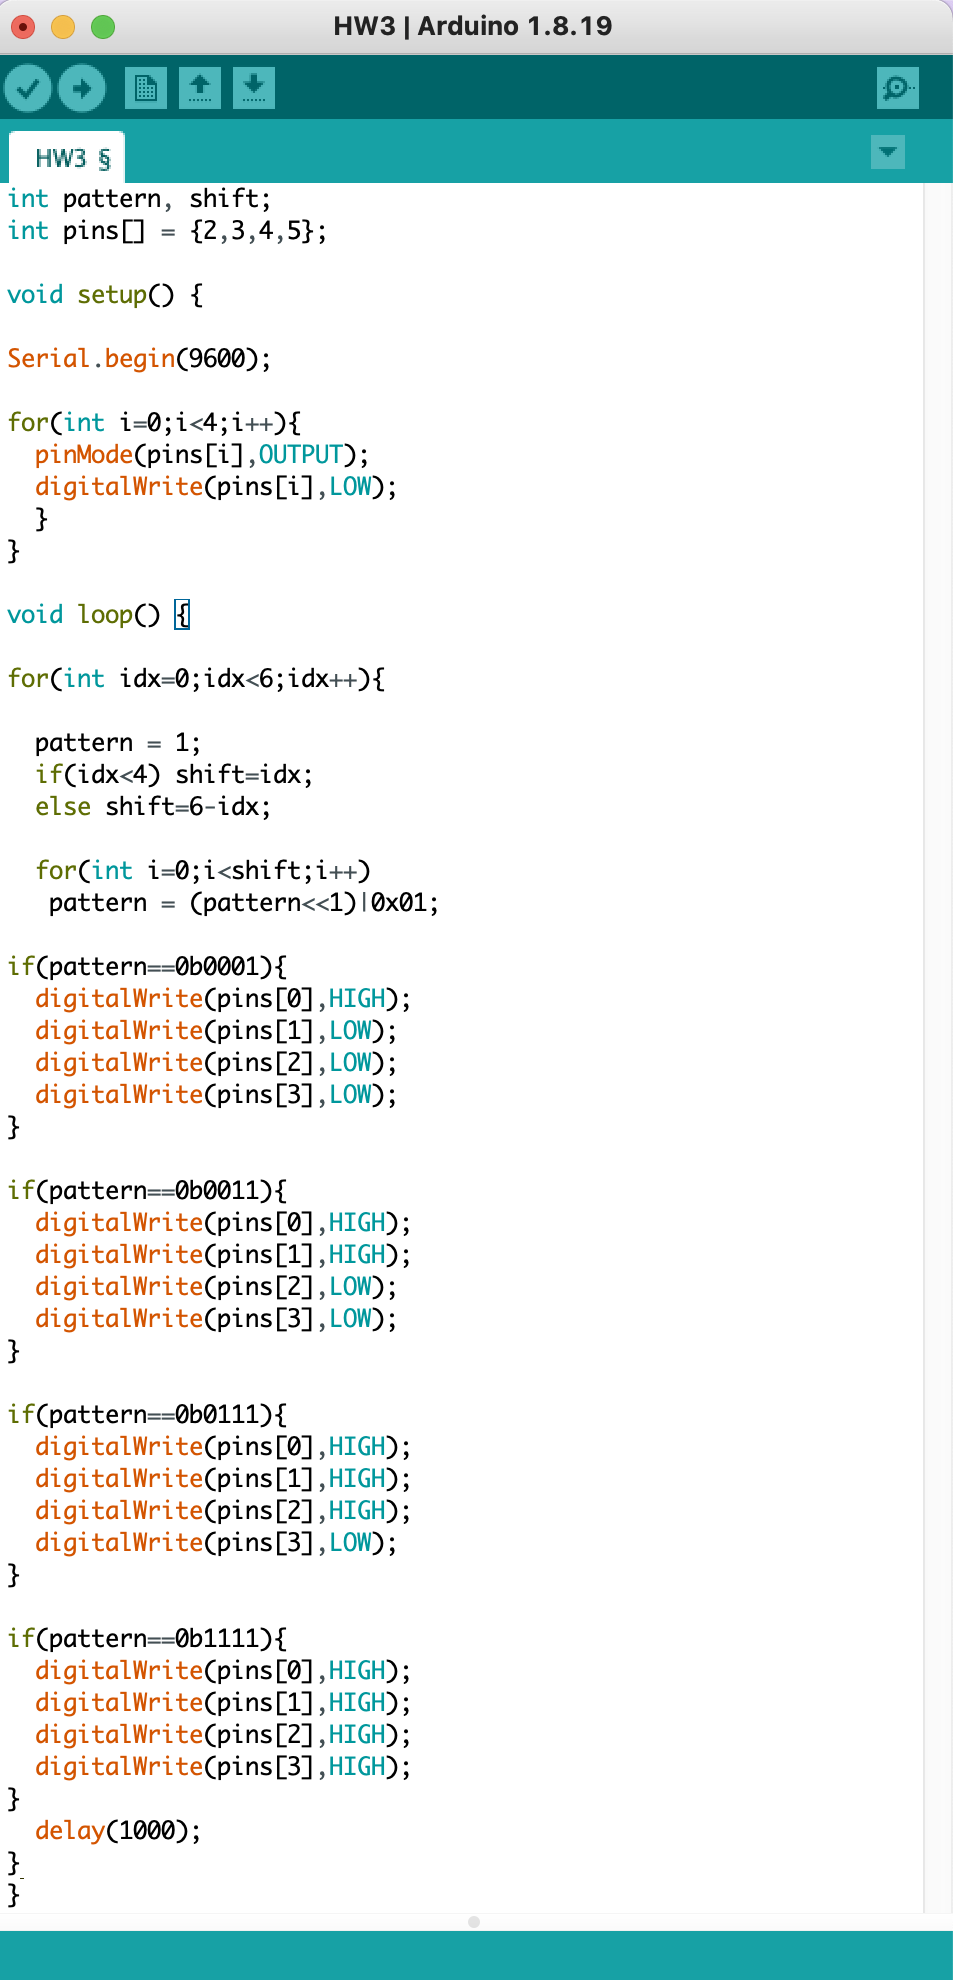 HW3 | Arduino 1.8.19
HW3 §
int pattern, shift;
int pins[] = {2,3,4,5};
void setup() {
Serial.begin(9600);
for(int i=0;i<4;i++){
  pinMode(pins[i],OUTPUT);
  digitalWrite(pins[i],LOW);
  }
}
void loop() {
for(int idx=0;idx<6;idx++){
  pattern = 1;
  if(idx<4) shift=idx;
  else shift=6-idx;
  for(int i=0;i<shift;i++)
   pattern = (pattern<<1)|0x01;
if(pattern==0b0001){
  digitalWrite(pins[0],HIGH);
  digitalWrite(pins[1],LOW);
  digitalWrite(pins[2],LOW);
  digitalWrite(pins[3],LOW);
}
if(pattern==0b0011){
  digitalWrite(pins[0],HIGH);
  digitalWrite(pins[1],HIGH);
  digitalWrite(pins[2],LOW);
  digitalWrite(pins[3],LOW);
}
if(pattern==0b0111){
  digitalWrite(pins[0],HIGH);
  digitalWrite(pins[1],HIGH);
  digitalWrite(pins[2],HIGH);
  digitalWrite(pins[3],LOW);
}
if(pattern==0b1111){
  digitalWrite(pins[0],HIGH);
  digitalWrite(pins[1],HIGH);
  digitalWrite(pins[2],HIGH);
  digitalWrite(pins[3],HIGH);
}
  delay(1000);
}
}